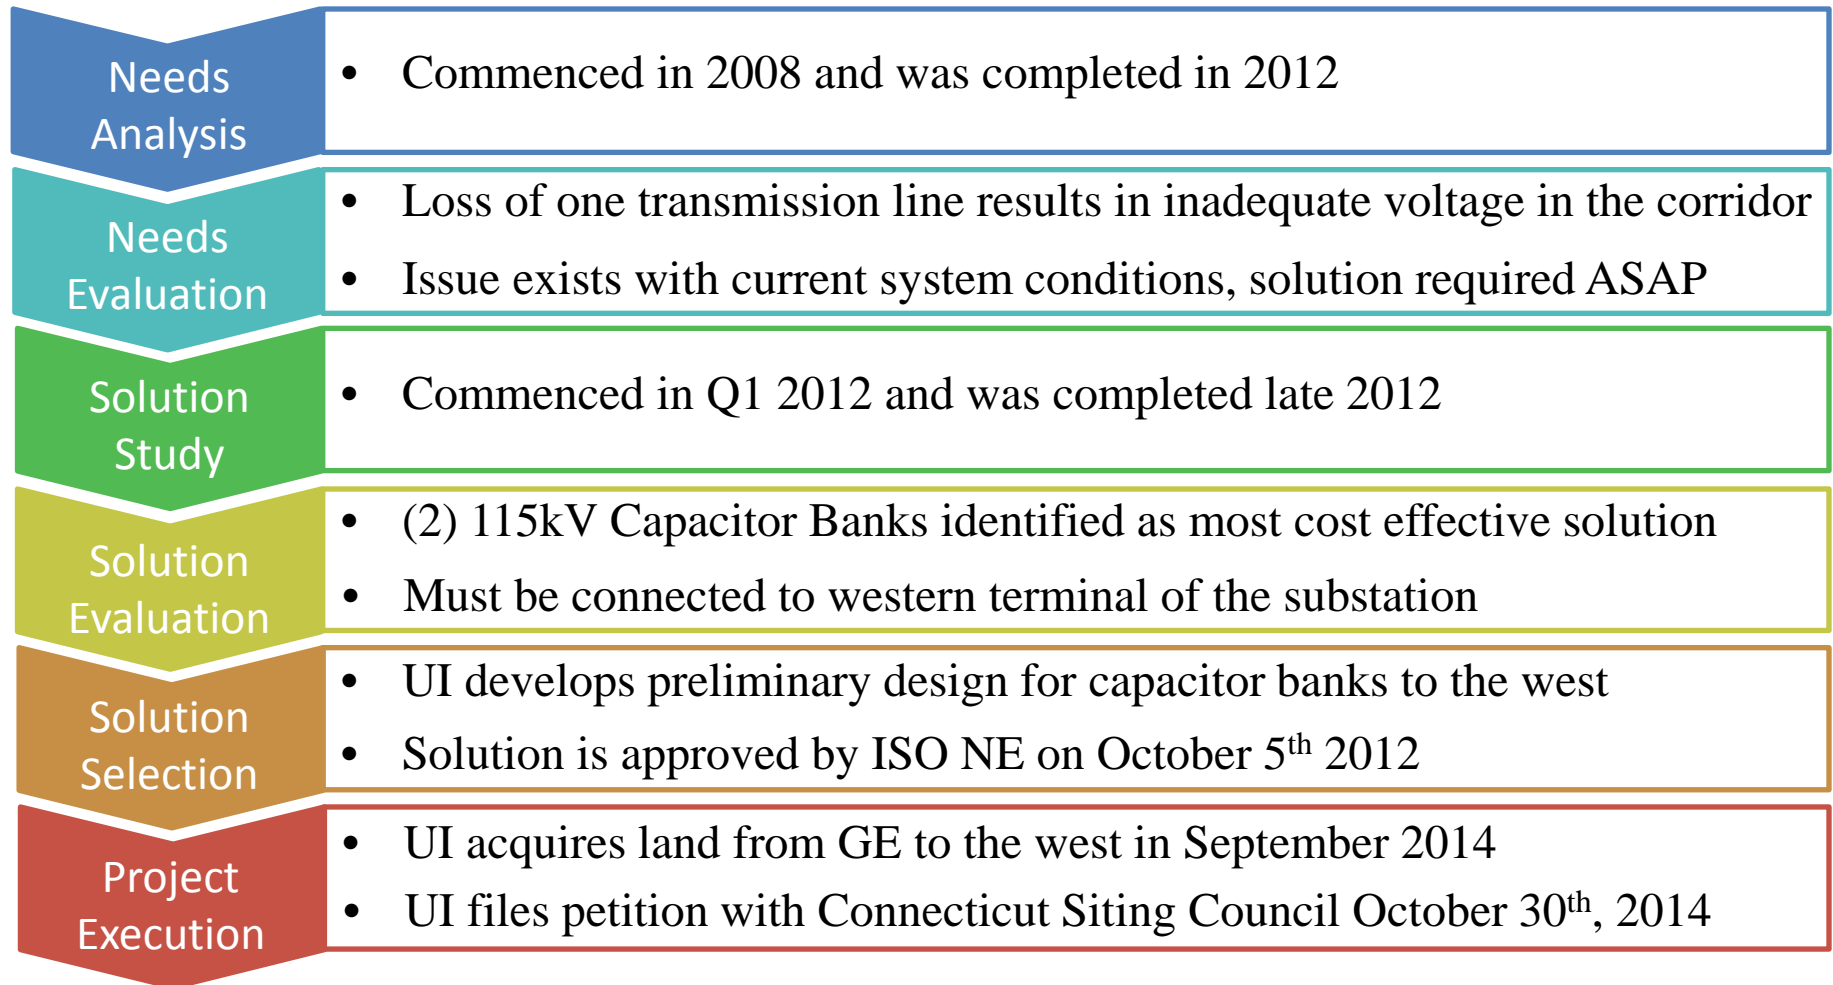 Needs
Analysis
• Commenced in 2008 and was completed in 2012
Needs
Evaluation
• Loss of one transmission line results in inadequate voltage in the corridor
• Issue exists with current system conditions, solution required ASAP
Solution
Study
• Commenced in Q1 2012 and was completed late 2012
Solution
Evaluation
• (2) 115kV Capacitor Banks identified as most cost effective solution
• Must be connected to western terminal of the substation
Solution
Selection
• UI develops preliminary design for capacitor banks to the west
• Solution is approved by ISO NE on October 5th 2012
Project
Execution
• UI acquires land from GE to the west in September 2014
• UI files petition with Connecticut Siting Council October 30th, 2014